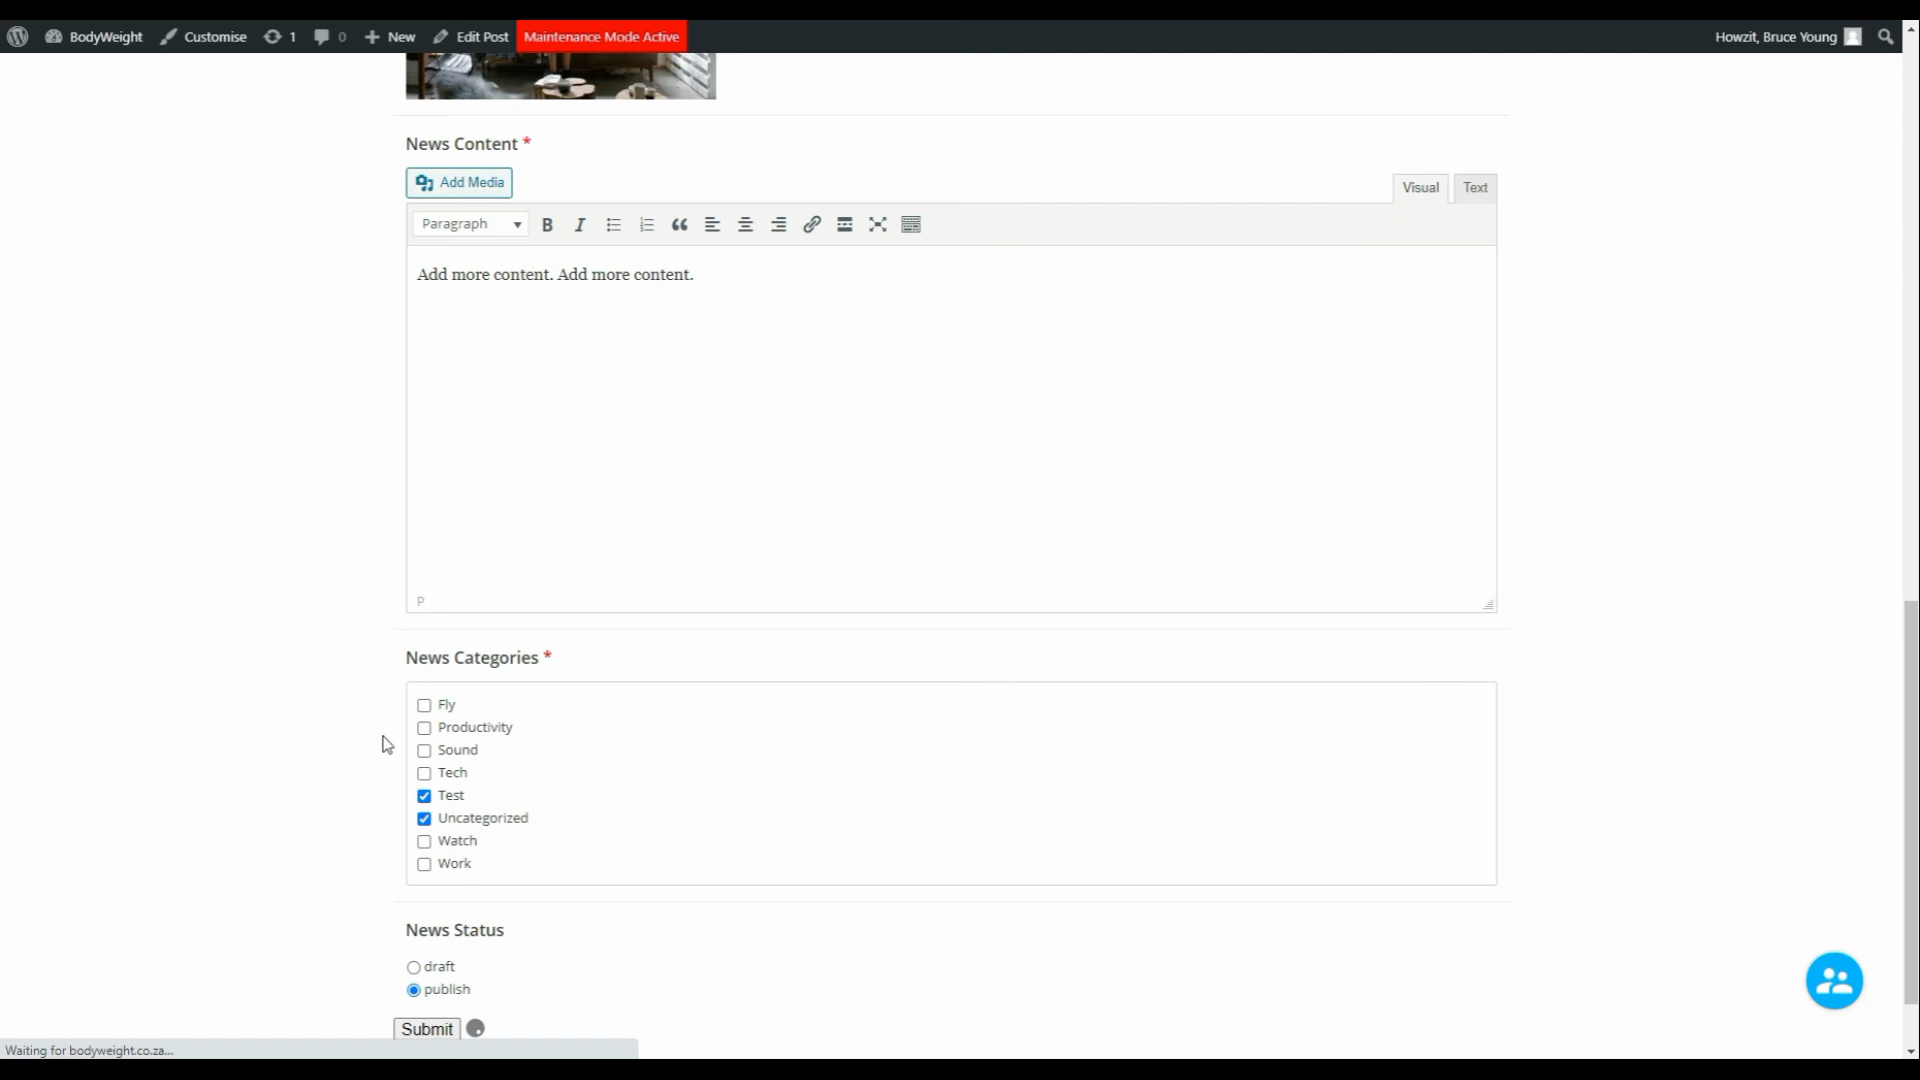 BodyWeight Customise 1 0 New Edit Post Maintenance Mode Active Howzit, Bruce Young
News Content *
Add Media
Visual Text
Paragraph
Add more content. Add more content.
P
News Categories *
Fly
Productivity
Sound
Tech
Test
Uncategorized
Watch
Work
News Status
draft
publish
Submit
Waiting for bodyweight.co.za...